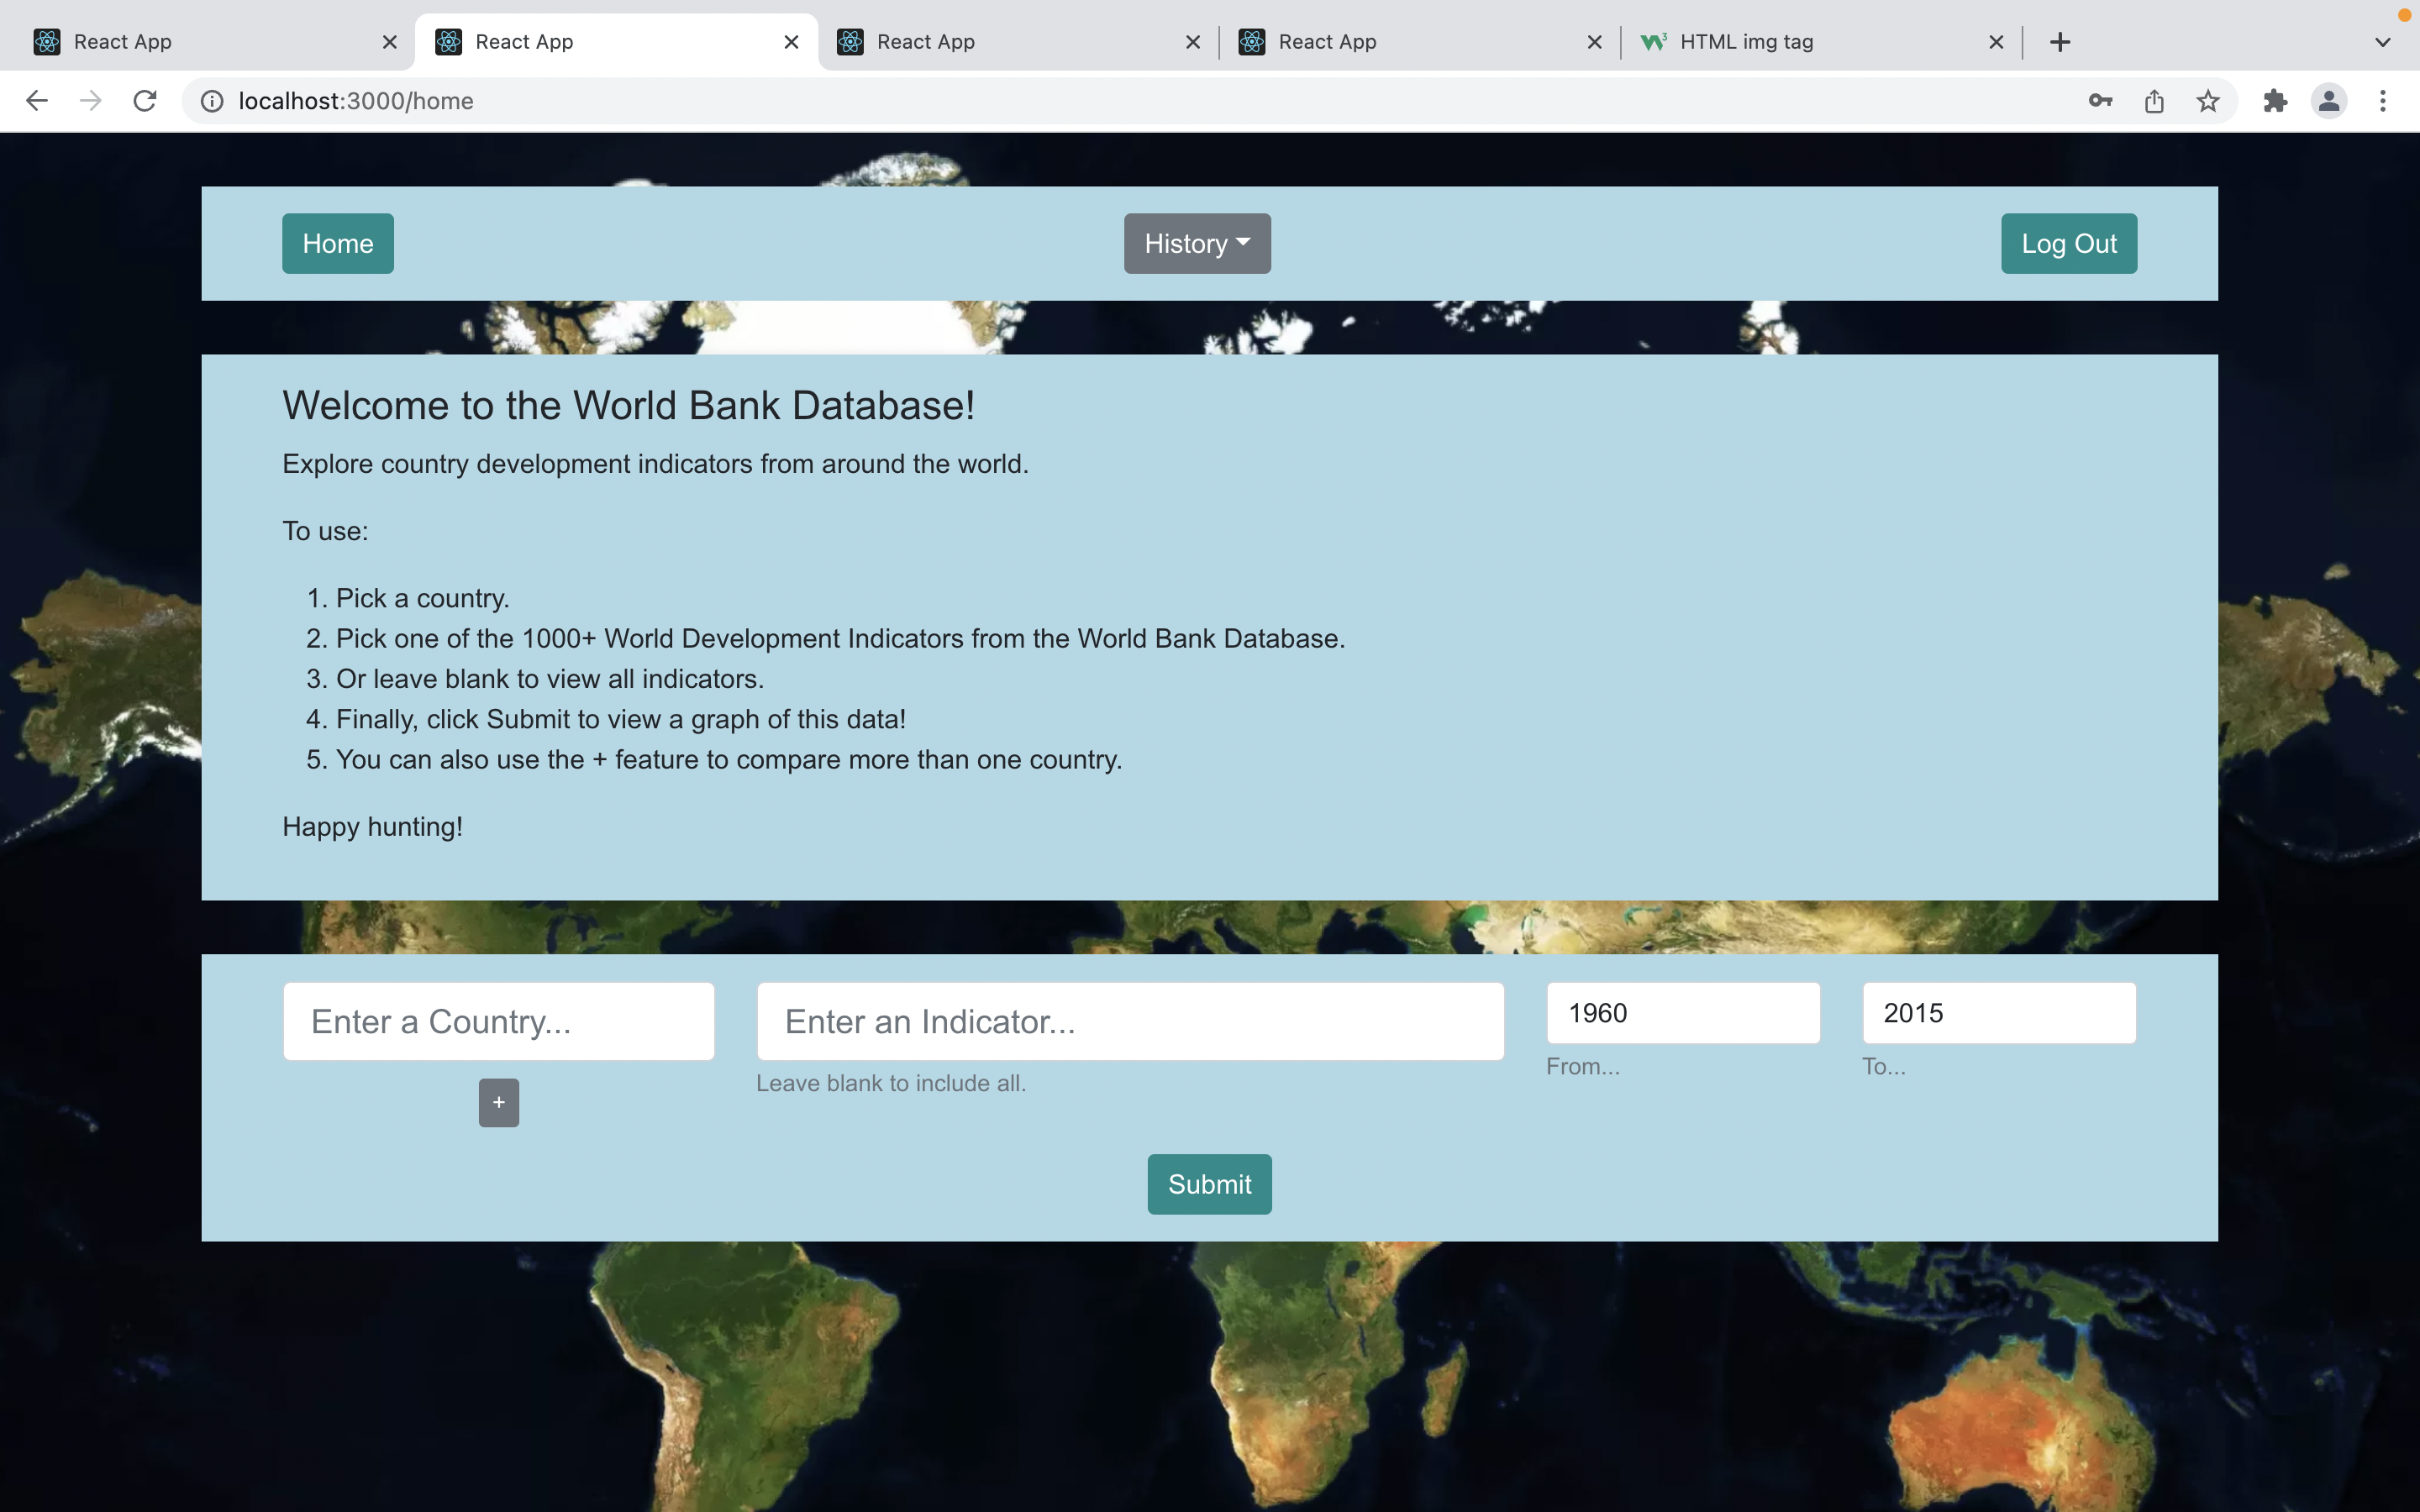 React App
React App
React App
React App
W3 HTML img tag
localhost:3000/home
Home
History
Log Out
Welcome to the World Bank Database!
Explore country development indicators from around the world.
To use:
1. Pick a country.
2. Pick one of the 1000+ World Development Indicators from the World Bank Database.
3. Or leave blank to view all indicators.
4. Finally, click Submit to view a graph of this data!
5. You can also use the + feature to compare more than one country.
Happy hunting!
Enter a Country...
Enter an Indicator...
1960
2015
From...
To...
Leave blank to include all.
+
Submit